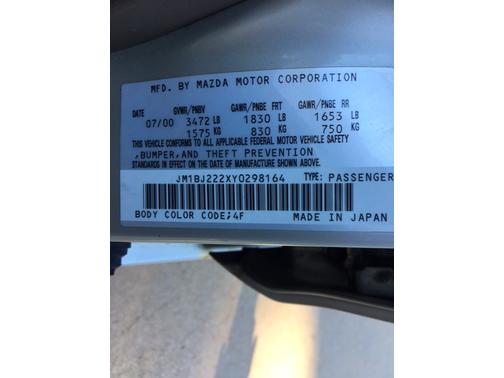 MFD. BY MAZDA MOTOR CORPORATION
DATE GVWR/PNBV GAWR/PNBE FRT GAWR/PNBE RR
07/00 3472 LB 1830 LB 1653 LB
1575 KG 830 KG 750 KG
THIS VEHICLE CONFORMS TO ALL APPLICABLE FEDERAL MOTOR VEHICLE SAFETY
,BUMPER,AND THEFT PREVENTION
STANDARDS IN EFFECT ON THE DATE OF MANUFACTURE SHOWN ABOVE.
JM1BJ222XY0298164 TYPE: PASSENGER
BODY COLOR CODE;4F MADE IN JAPAN